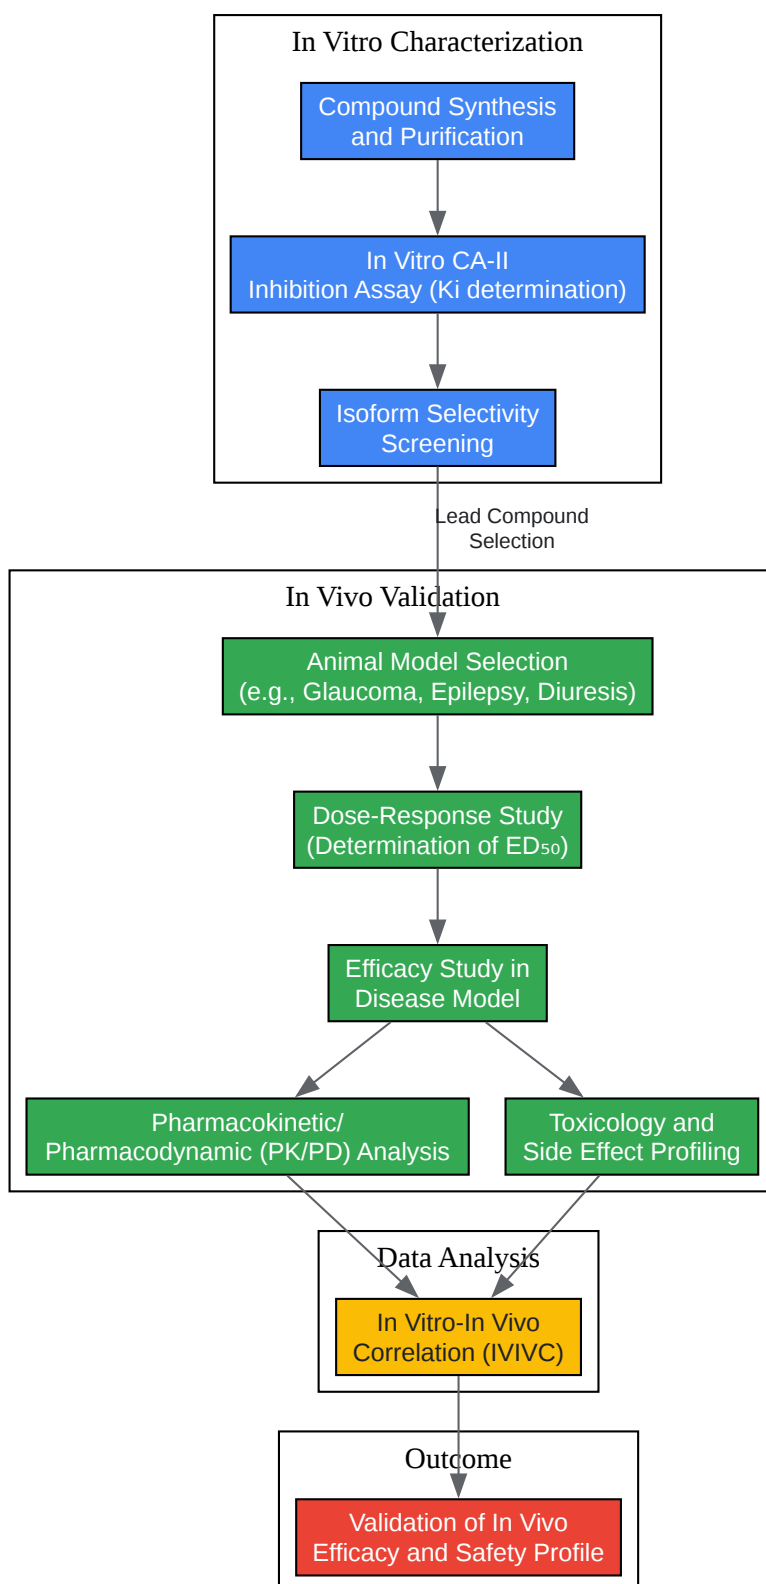 In Vitro Characterization
Compound Synthesis
and Purification
In Vitro CA-II
Inhibition Assay (Ki determination)
Isoform Selectivity
Screening
Lead Compound
Selection
In Vivo Validation
Animal Model Selection
(e.g., Glaucoma, Epilepsy, Diuresis)
Dose-Response Study
(Determination of ED₅₀)
Efficacy Study in
Disease Model
Pharmacokinetic/
Pharmacodynamic (PK/PD) Analysis
Toxicology and
Side Effect Profiling
Data Analysis
In Vitro-In Vivo
Correlation (IVIVC)
Outcome
Validation of In Vivo
Efficacy and Safety Profile